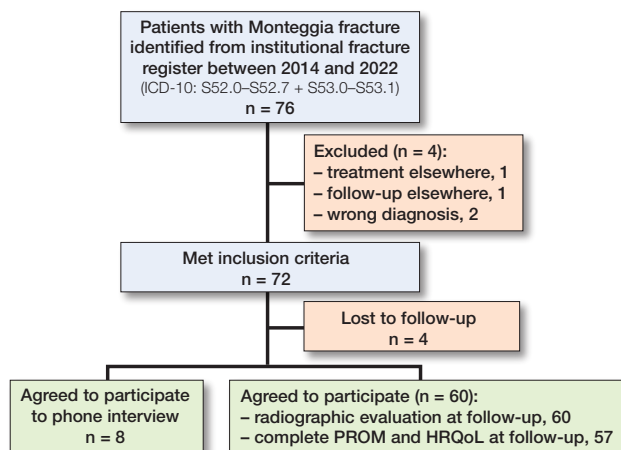 Patients with Monteggia fracture
identified from institutional fracture
register between 2014 and 2022
(ICD-10: S52.0–S52.7 + S53.0–S53.1)
n = 76
Excluded (n = 4):
– treatment elsewhere, 1
– follow-up elsewhere, 1
– wrong diagnosis, 2
Met inclusion criteria
n = 72
Lost to follow-up
n = 4
Agreed to participate
to phone interview
n = 8
Agreed to participate (n = 60):
– radiographic evaluation at follow-up, 60
– complete PROM and HRQoL at follow-up, 57